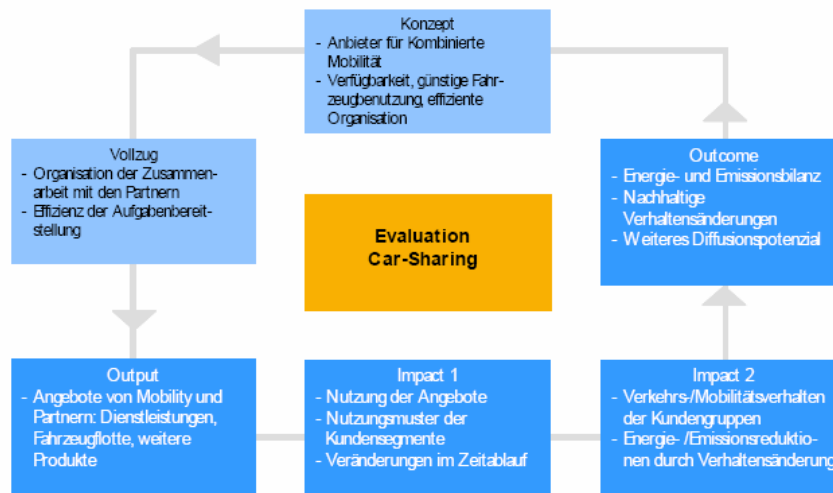 Konzept
- Anbieter für Kombinierte
Mobilität
- Verfügbarkeit, günstige Fahr-
zeugbenutzung, effiziente
Organisation
Vollzug
- Organisation der Zusammen-
arbeit mit den Partnern
- Effizienz der Aufgabenbereit-
stellung
Outcome
- Energie- und Emissionsbilanz
- Nachhaltige
Verhaltensänderungen
- Weiteres Diffusionspotenzial
Evaluation
Car-Sharing
Output
- Angebote von Mobility und
Partnern: Dienstleistungen,
Fahrzeugflotte, weitere
Produkte
Impact 1
- Nutzung der Angebote
- Nutzungsmuster der
Kundensegmente
- Veränderungen im Zeitablauf
Impact 2
- Verkehrs-/Mobilitätsverhalten
der Kundengruppen
- Energie- /Emissionsreduktio-
nen durch Verhaltensänderung